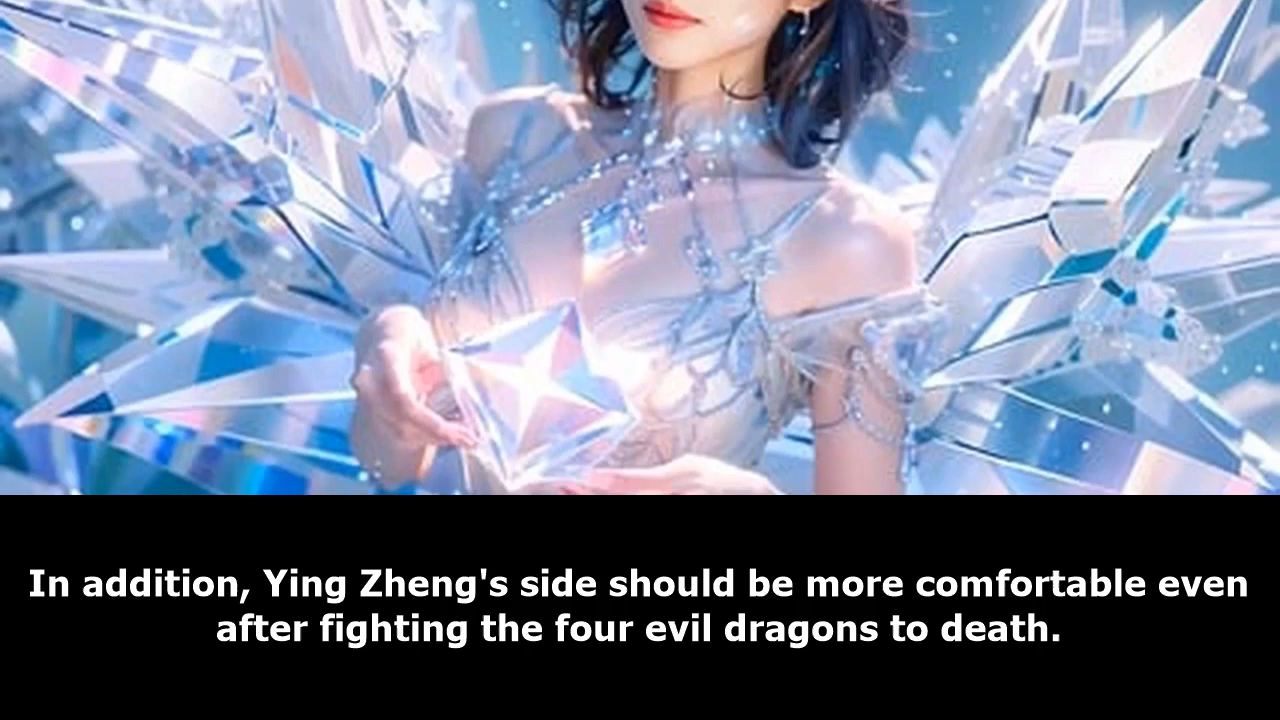 In addition, Ying Zheng's side should be more comfortable even
after fighting the four evil dragons to death.